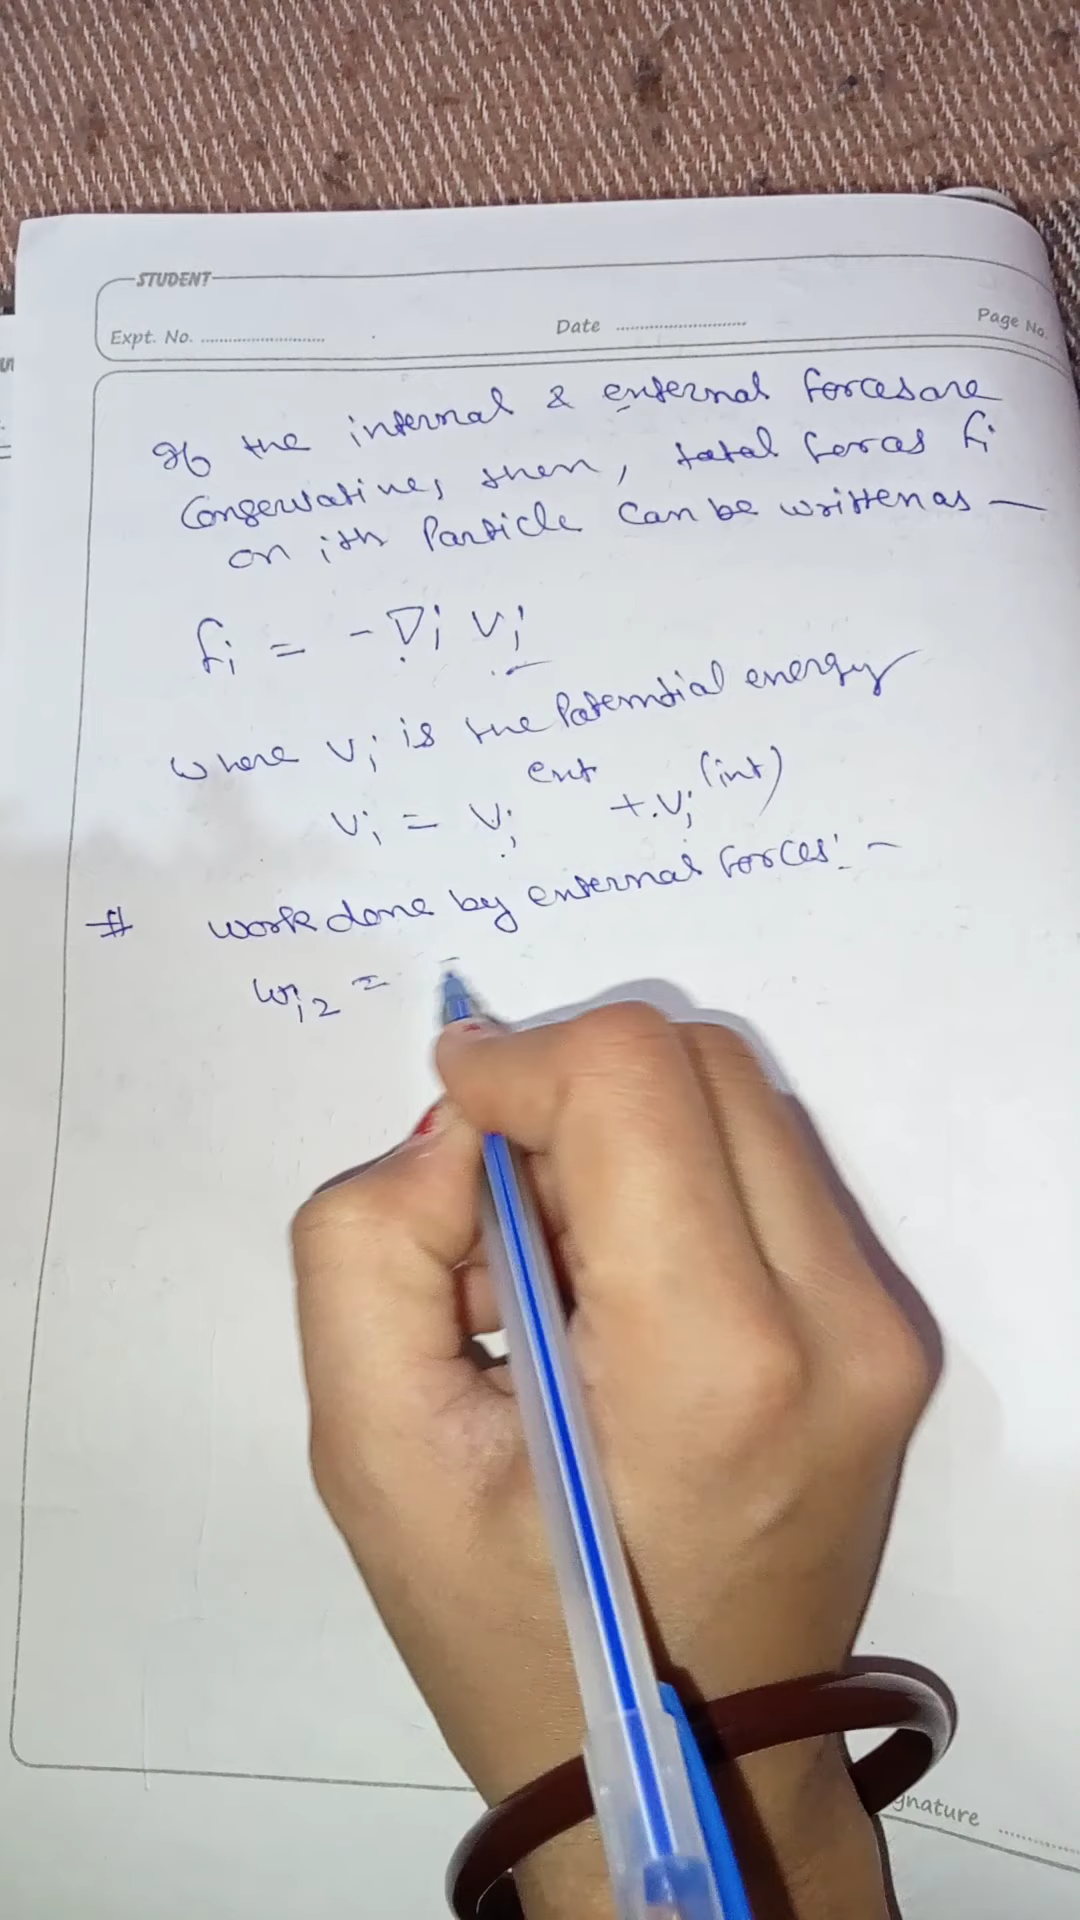 STUDENT
Expt. No. ........................... Date ........................... Page No.
If the internal & external forces are
Conservative, then, total forces Fi
on ith Particle can be written as —
Fi = - ∇i Vi
where Vi is the Potemtial energy
Vi = Vi ext + Vi (int)
# work done by external forces: -
W12 =
gnature ............